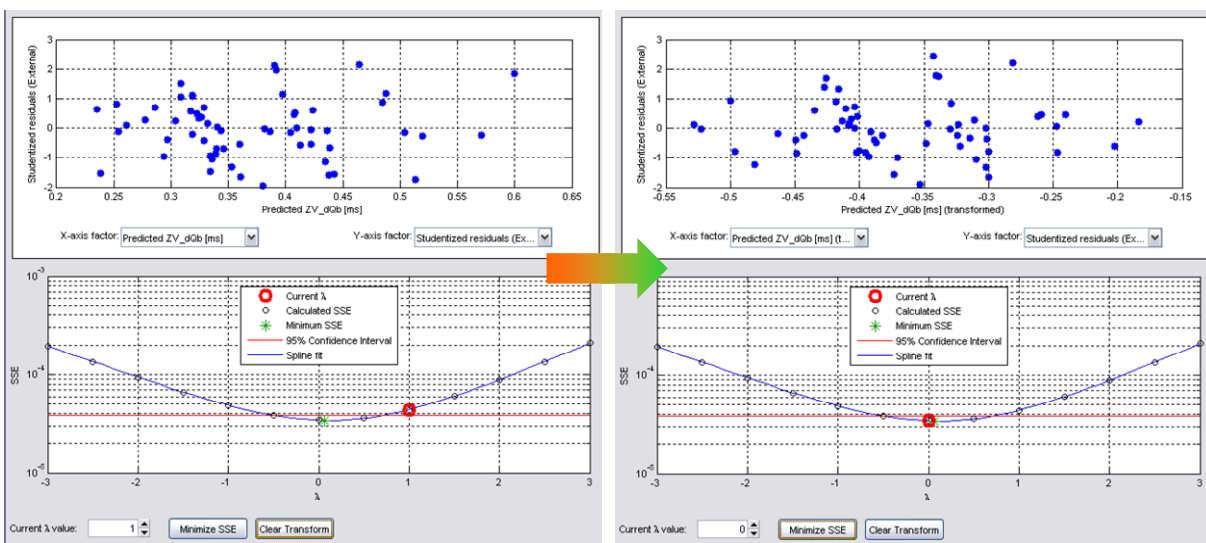 3
2
1
0
-1
-2
Studentized residuals (External)
0.2 0.25 0.3 0.35 0.4 0.45 0.5 0.55 0.6 0.65
Predicted ZV_dQb [ms]
X-axis factor: Predicted ZV_dQb [ms] Y-axis factor: Studentized residuals (Ex...
10-3
10-4
10-5
SSE
Current λ
Calculated SSE
Minimum SSE
95% Confidence Interval
Spline fit
-3 -2 -1 0 1 2 3
λ
Current λ value: 1 Minimize SSE Clear Transform
3
2
1
0
-1
-2
Studentized residuals (External)
-0.55 -0.5 -0.45 -0.4 -0.35 -0.3 -0.25 -0.2 -0.15
Predicted ZV_dQb [ms] (transformed)
X-axis factor: Predicted ZV_dQb [ms] (t... Y-axis factor: Studentized residuals (Ex...
10-3
10-4
10-5
SSE
Current λ
Calculated SSE
Minimum SSE
95% Confidence Interval
Spline fit
-3 -2 -1 0 1 2 3
λ
Current λ value: 0 Minimize SSE Clear Transform